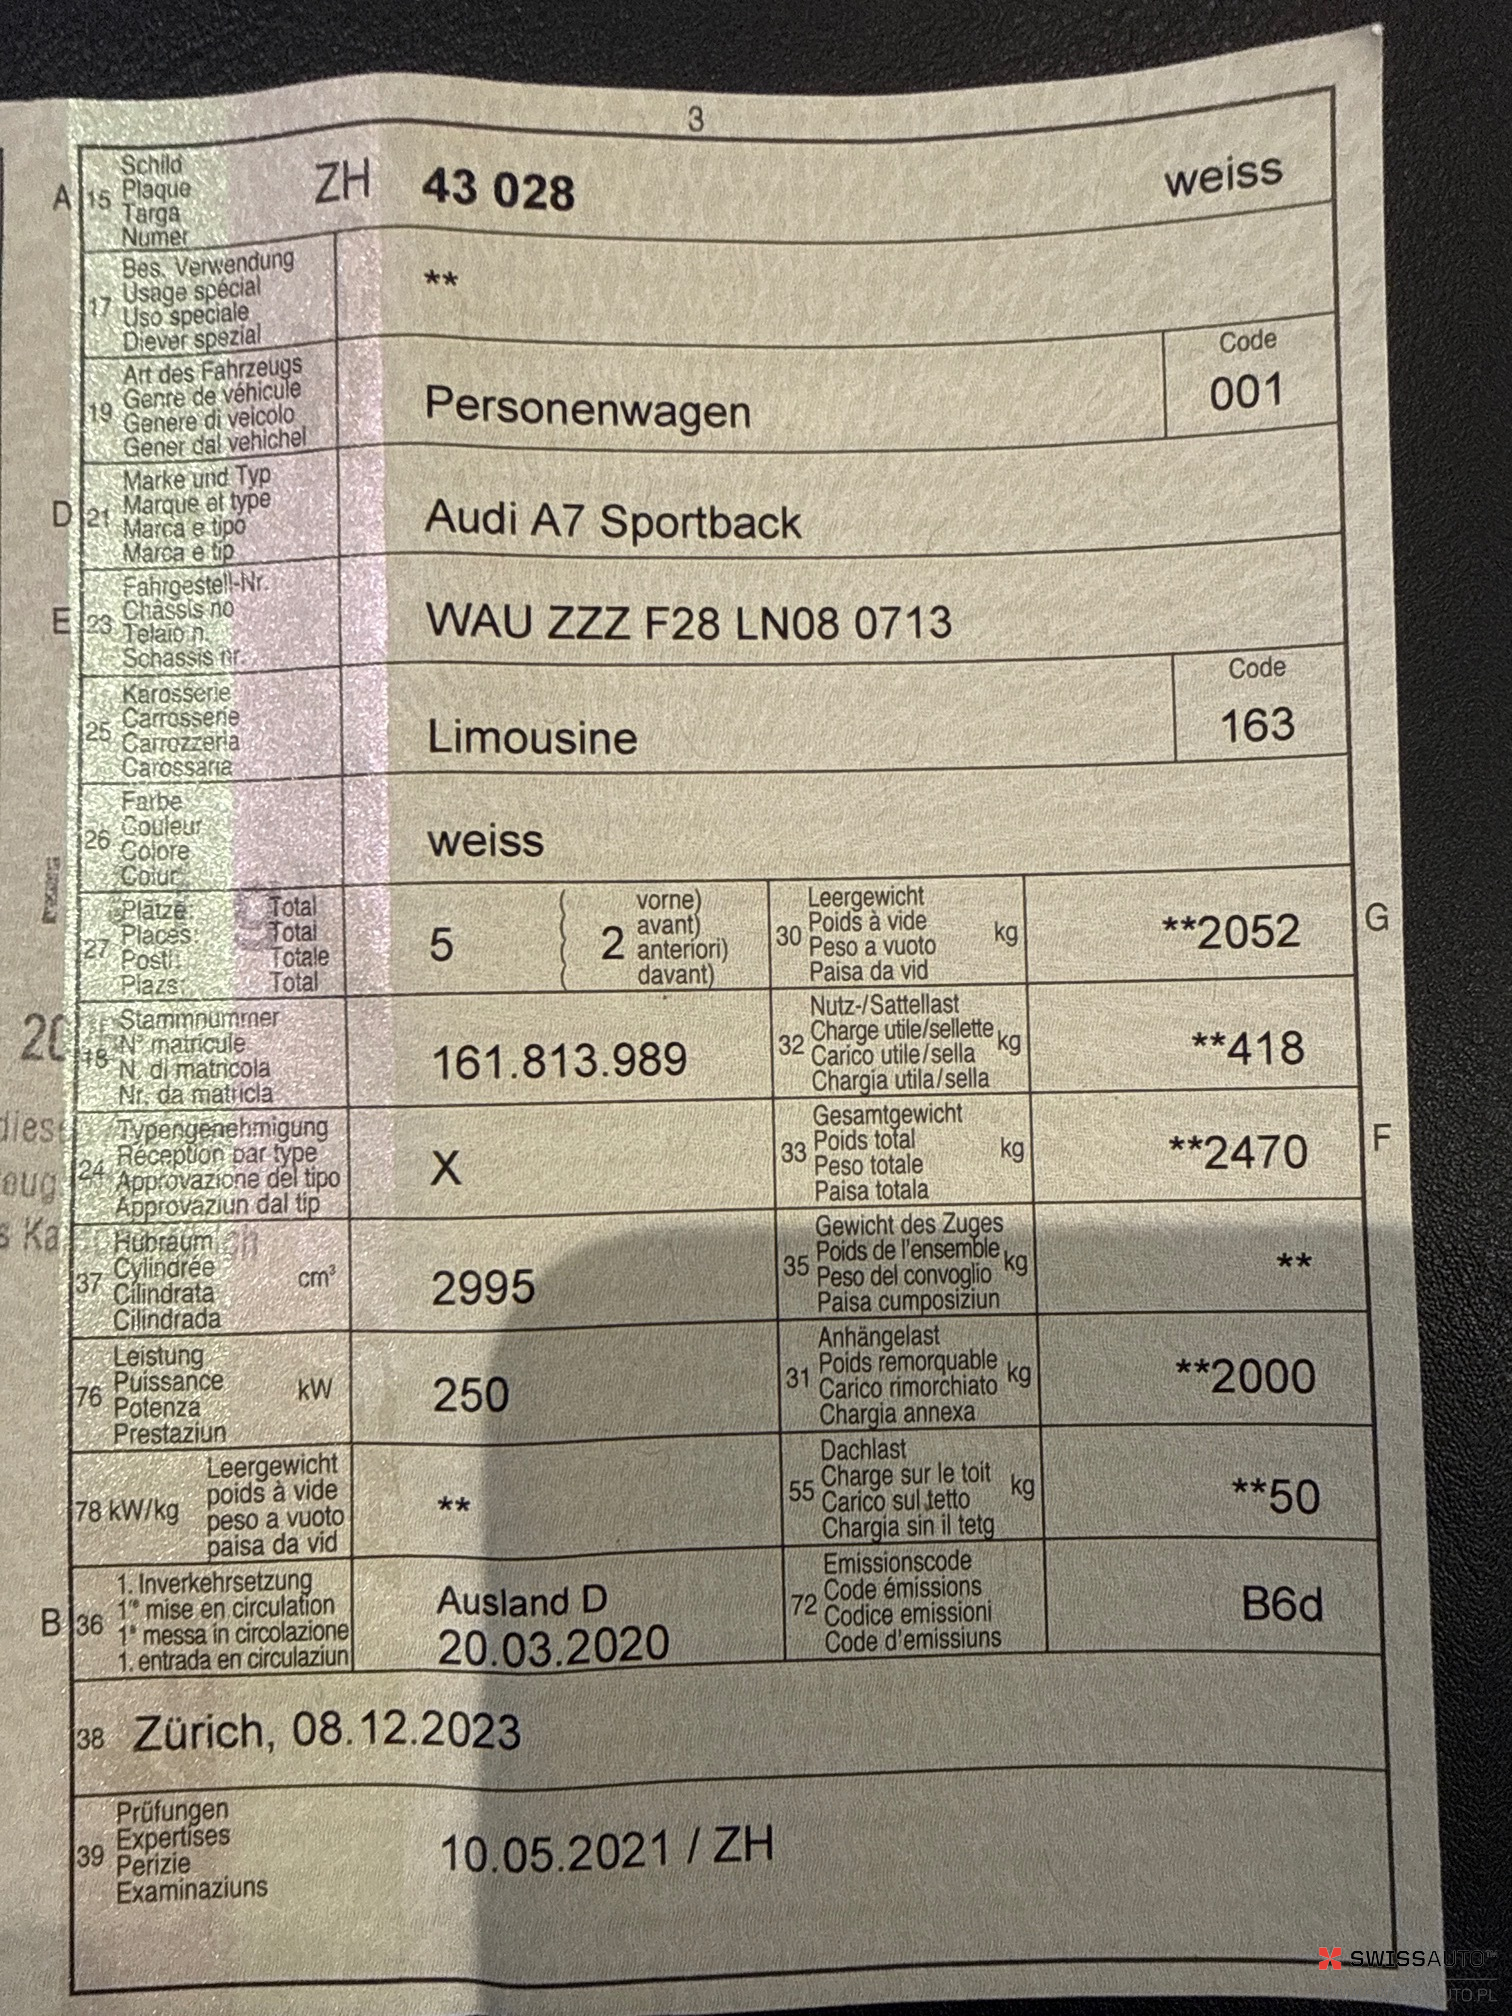 3
A 15 Schild
Plaque
Targa
Numer
ZH 43 028 weiss
17 Bes. Verwendung
Usage spécial
Uso speciale
Diever spezial
**
19 Art des Fahrzeugs
Genre de véhicule
Genere di veicolo
Gener dal vehichel
Personenwagen
Code
001
D 21 Marke und Typ
Marque et type
Marca e tipo
Marca e tip
Audi A7 Sportback
E 23 Fahrgestell-Nr.
Châssis no
Telaio n.
Schassis nr.
WAU ZZZ F28 LN08 0713
25 Karosserie
Carrosserie
Carrozzeria
Carossaria
Limousine
Code
163
26 Farbe
Couleur
Colore
Colur
weiss
27 Plätze: Total
Places: Total
Posti: Totale
Plazs: Total
5 ( 2 vorne)
avant)
anteriori)
davant)
30 Leergewicht
Poids à vide
Peso a vuoto
Paisa da vid
kg **2052 G
18 Stammnummer
N° matricule
N. di matricola
Nr. da matricla
161.813.989
32 Nutz-/Sattellast
Charge utile/sellette
Carico utile/sella
Chargia utila/sella
kg **418
24 Typengenehmigung
Réception par type
Approvazione del tipo
Approvaziun dal tip
X
33 Gesamtgewicht
Poids total
Peso totale
Paisa totala
kg **2470 F
37 Hubraum
Cylindrée
Cilindrata
Cilindrada
cm³ 2995
35 Gewicht des Zuges
Poids de l'ensemble
Peso del convoglio
Paisa cumposiziun
kg **
76 Leistung
Puissance
Potenza
Prestaziun
kW 250
31 Anhängelast
Poids remorquable
Carico rimorchiato
Chargia annexa
kg **2000
78 kW/kg Leergewicht
poids à vide
peso a vuoto
paisa da vid
**
55 Dachlast
Charge sur le toit
Carico sul tetto
Chargia sin il tetg
kg **50
B 36 1. Inverkehrsetzung
1re mise en circulation
1a messa in circolazione
1. entrada en circulaziun
Ausland D
20.03.2020
72 Emissionscode
Code émissions
Codice emissioni
Code d'emissiuns
B6d
38 Zürich, 08.12.2023
39 Prüfungen
Expertises
Perizie
Examinaziuns
10.05.2021 / ZH
SWISSAUTO
AUTO.PL